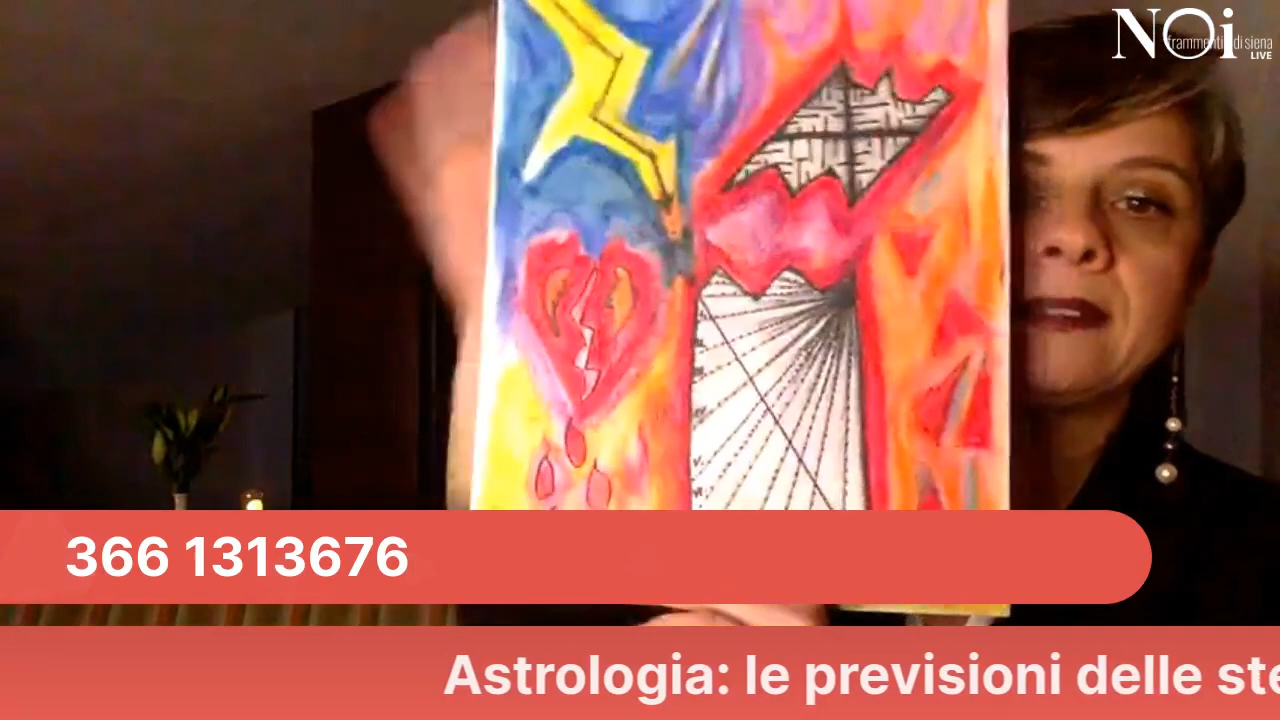 NOi
frammenti di siena
LIVE
366 1313676
Astrologia: le previsioni delle ste